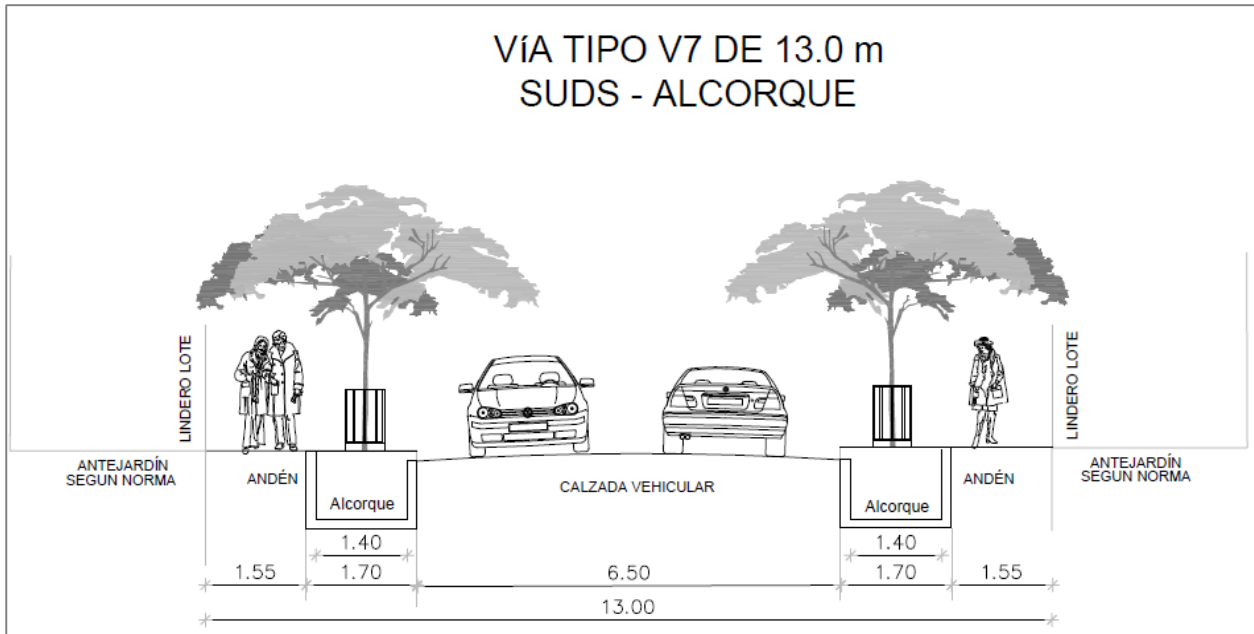 VíA TIPO V7 DE 13.0 m
SUDS - ALCORQUE
LINDERO LOTE
LINDERO LOTE
ANTEJARDÍN
SEGUN NORMA
ANDÉN
Alcorque
CALZADA VEHICULAR
Alcorque
ANDÉN
ANTEJARDÍN
SEGUN NORMA
1.40
1.40
1.55
1.70
6.50
1.70
1.55
13.00